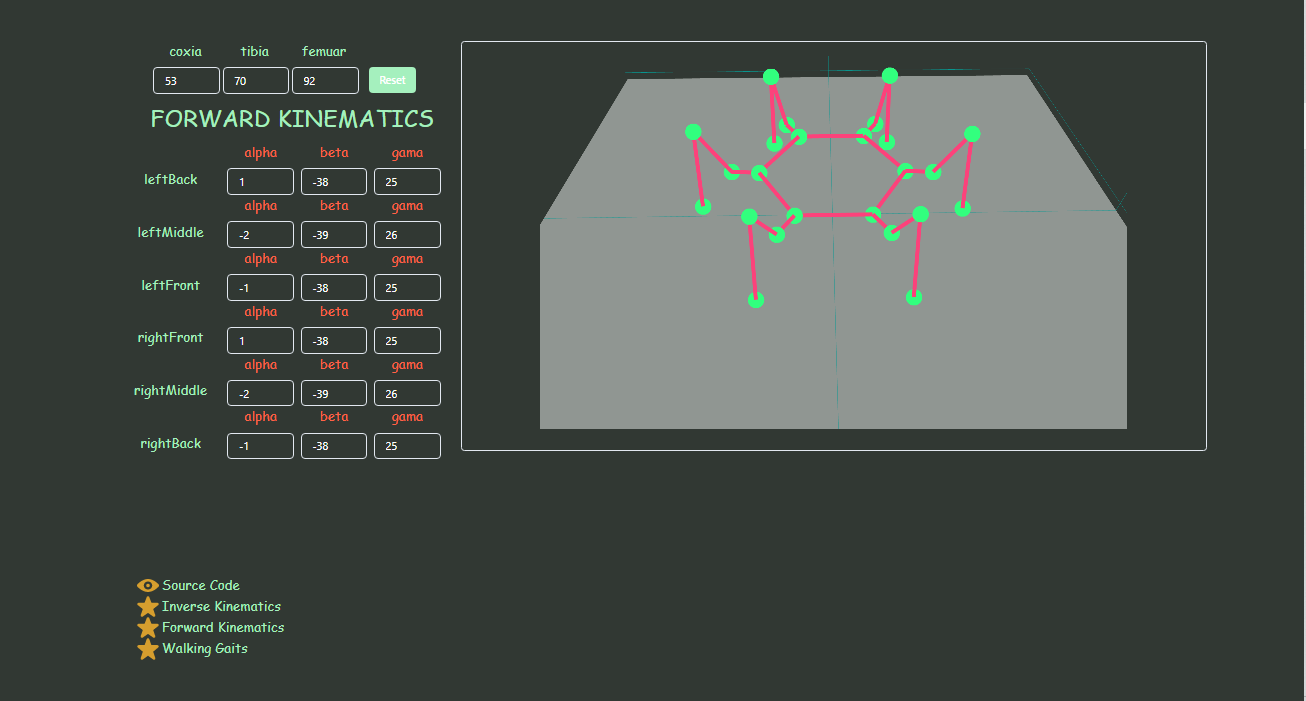 coxia tibia femuar
53 70 92 Reset
FORWARD KINEMATICS
alpha beta gama
leftBack 1 -38 25
alpha beta gama
leftMiddle -2 -39 26
alpha beta gama
leftFront -1 -38 25
alpha beta gama
rightFront 1 -38 25
alpha beta gama
rightMiddle -2 -39 26
alpha beta gama
rightBack -1 -38 25
Source Code
Inverse Kinematics
Forward Kinematics
Walking Gaits